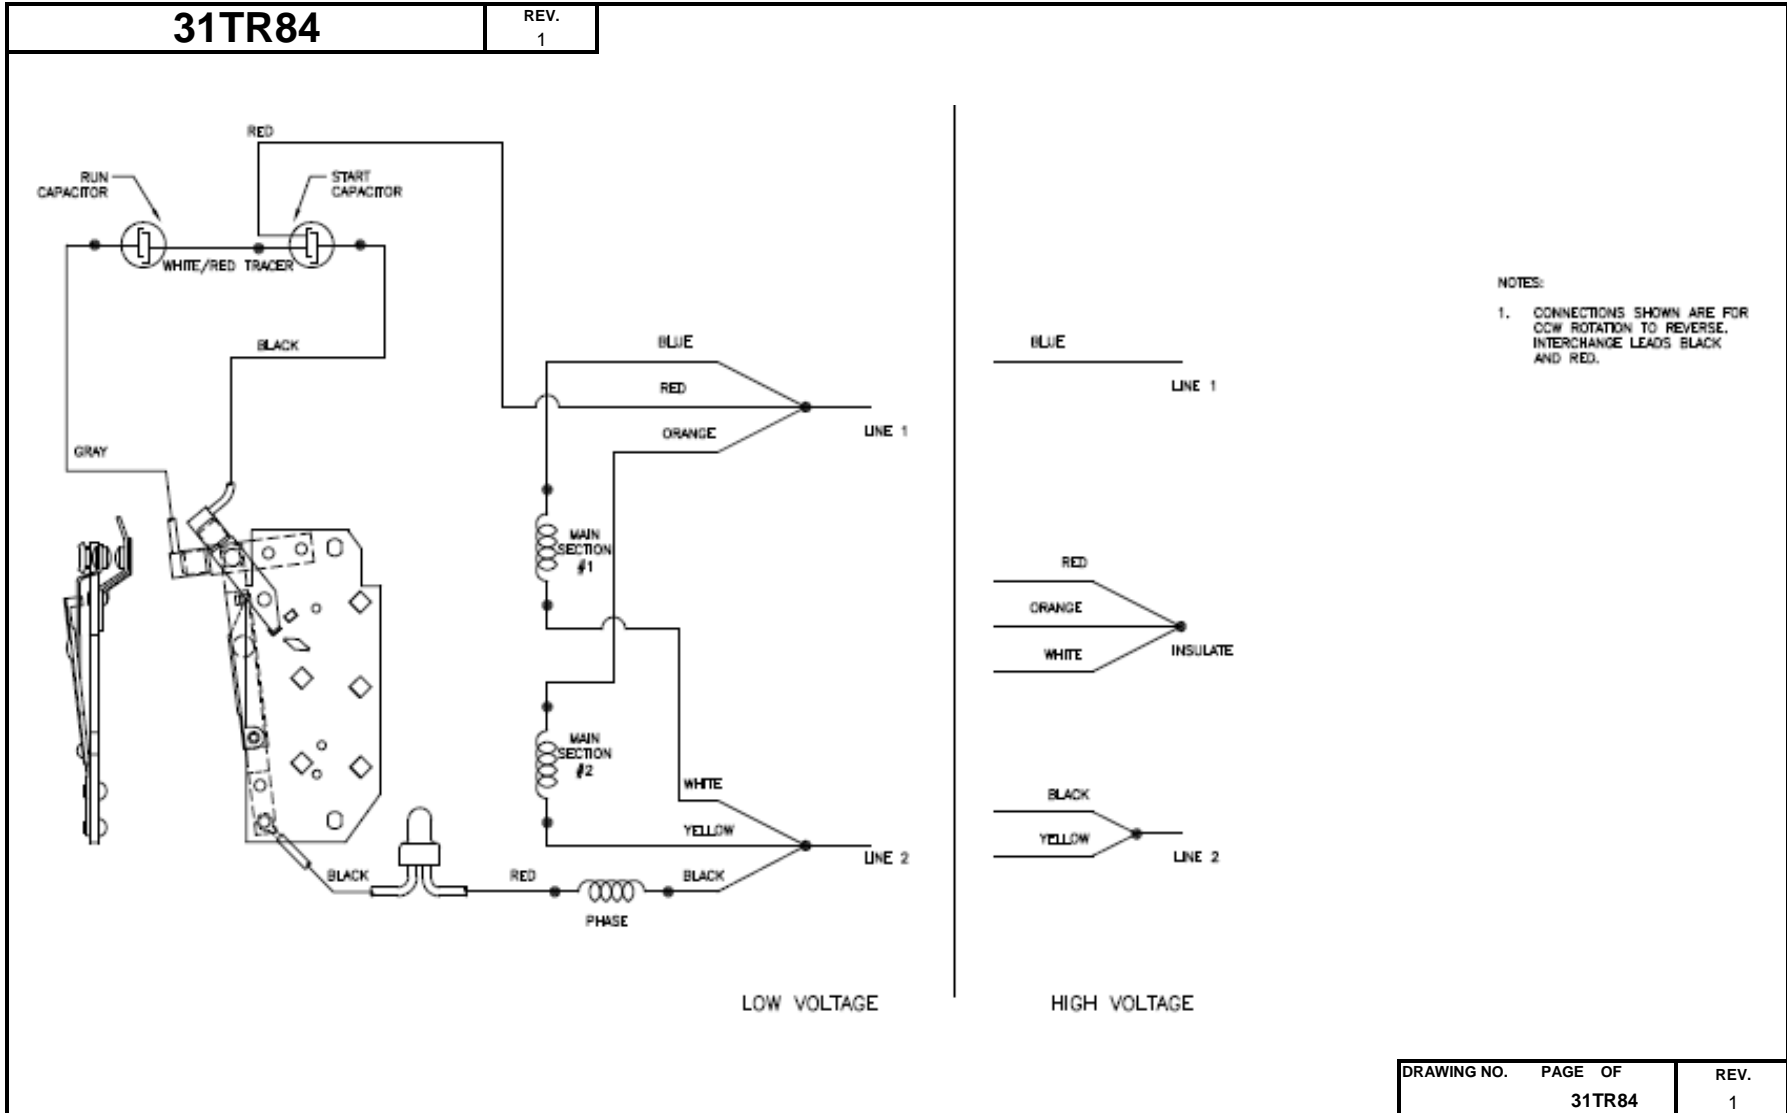 31TR84
REV.
1
RED
RUN
CAPACITOR
START
CAPACITOR
WHITE/RED TRACER
BLACK
GRAY
BLUE
RED
ORANGE
LINE 1
MAIN
SECTION
#1
MAIN
SECTION
#2
WHITE
YELLOW
LINE 2
BLACK
RED
BLACK
PHASE
LOW VOLTAGE
BLUE
LINE 1
RED
ORANGE
WHITE
INSULATE
BLACK
YELLOW
LINE 2
HIGH VOLTAGE
NOTES:
1. CONNECTIONS SHOWN ARE FOR
CCW ROTATION TO REVERSE.
INTERCHANGE LEADS BLACK
AND RED.
DRAWING NO. PAGE OF
31TR84
REV.
1